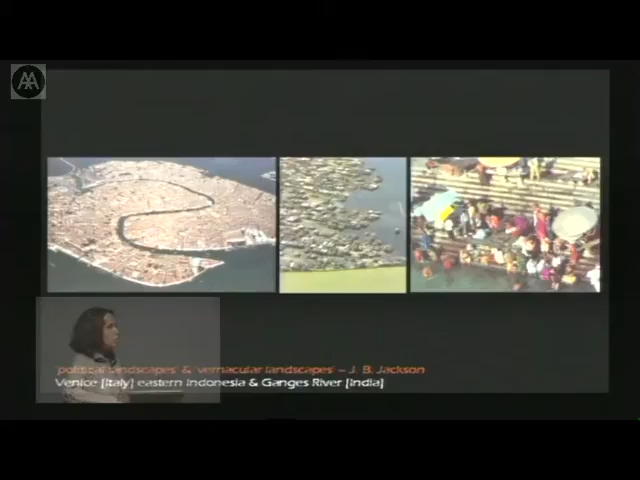 AA
'political landscapes' & 'vernacular landscapes' – J. B. Jackson
Venice [Italy] eastern Indonesia & Ganges River [India]